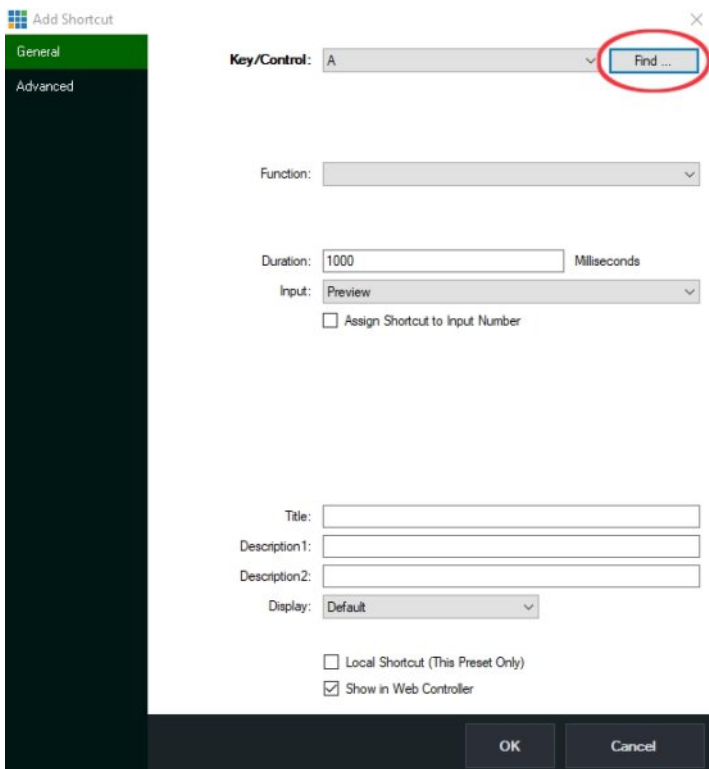 Add Shortcut
General
Advanced
Key/Control: A Find ...
Function:
Duration: 1000 Milliseconds
Input: Preview
Assign Shortcut to Input Number
Title:
Description1:
Description2:
Display: Default
Local Shortcut (This Preset Only)
Show in Web Controller
OK Cancel